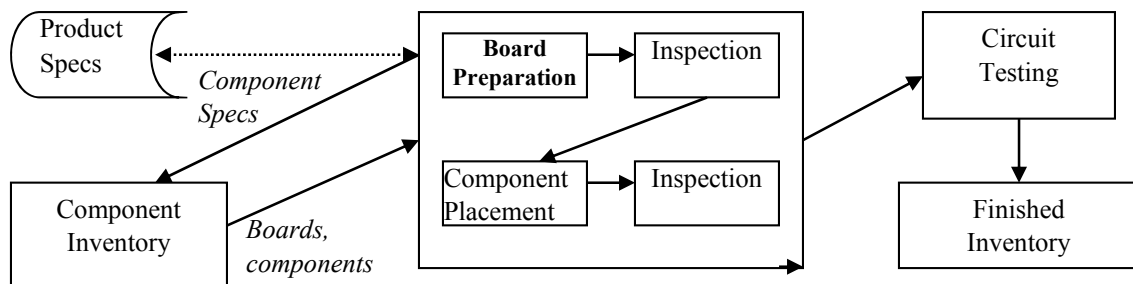 Product
Specs
Component
Specs
Board
Preparation
Inspection
Component
Placement
Inspection
Circuit
Testing
Component
Inventory
Boards,
components
Finished
Inventory